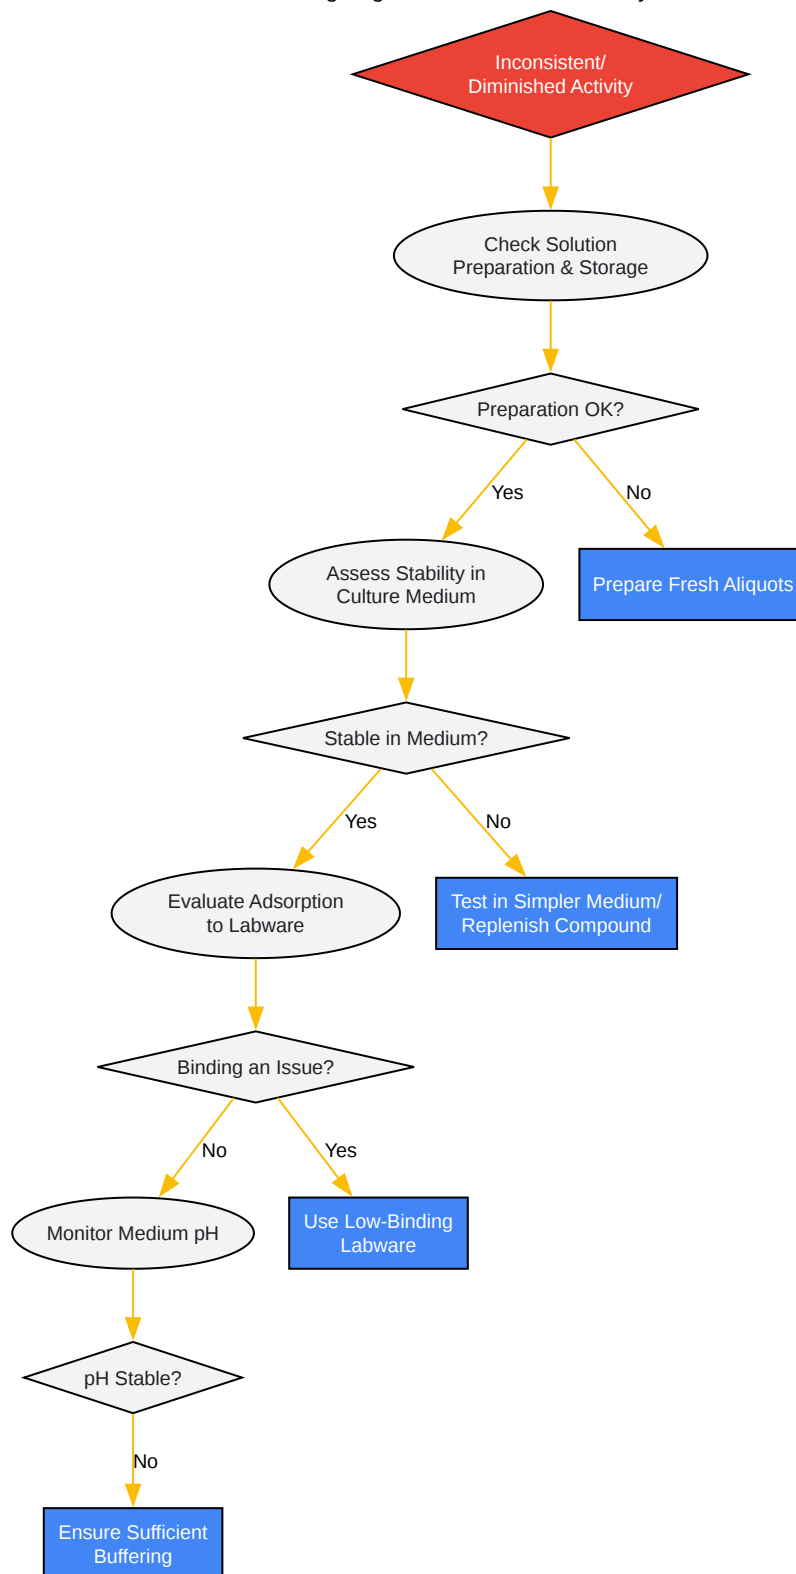 Inconsistent/
Diminished Activity
Check Solution
Preparation & Storage
Preparation OK?
Yes
No
Assess Stability in
Culture Medium
Prepare Fresh Aliquots
Stable in Medium?
Yes
No
Evaluate Adsorption
to Labware
Test in Simpler Medium/
Replenish Compound
Binding an Issue?
No
Yes
Monitor Medium pH
Use Low-Binding
Labware
pH Stable?
No
Ensure Sufficient
Buffering